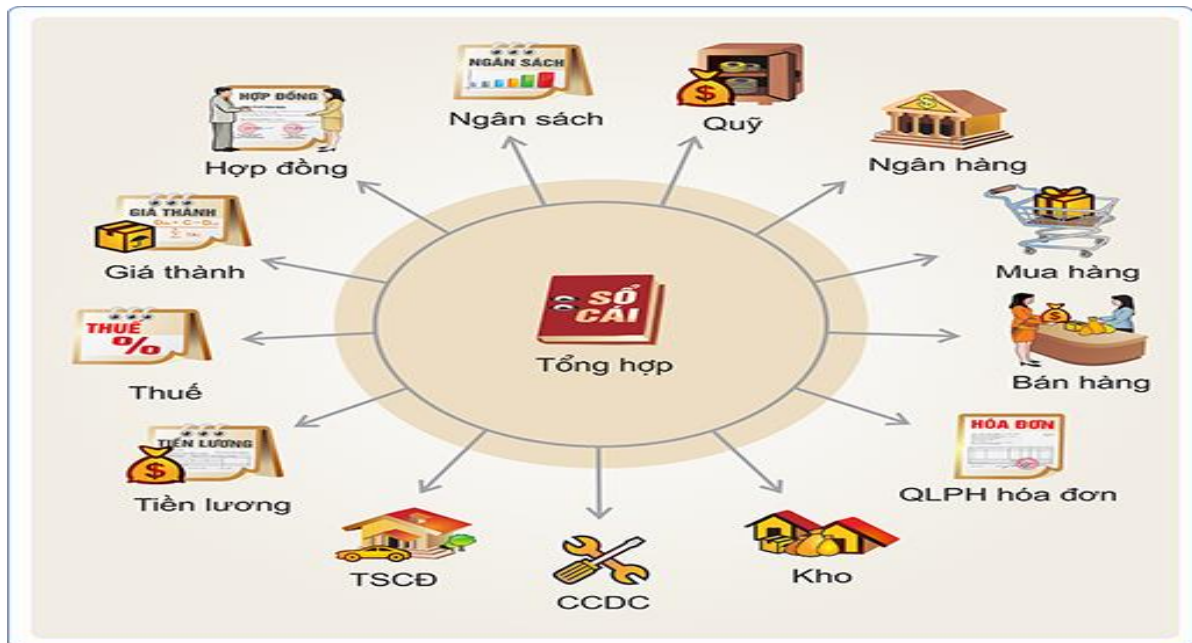 NGÂN SÁCH
Ngân sách
Quỹ
Ngân hàng
Mua hàng
Bán hàng
HÓA ĐƠN
QLPH hóa đơn
Kho
CCDC
TSCĐ
TIỀN LƯƠNG
Tiền lương
THUẾ
%
Thuế
GIÁ THÀNH
Giá thành
HỢP ĐỒNG
Hợp đồng
SỔ
CÁI
Tổng hợp